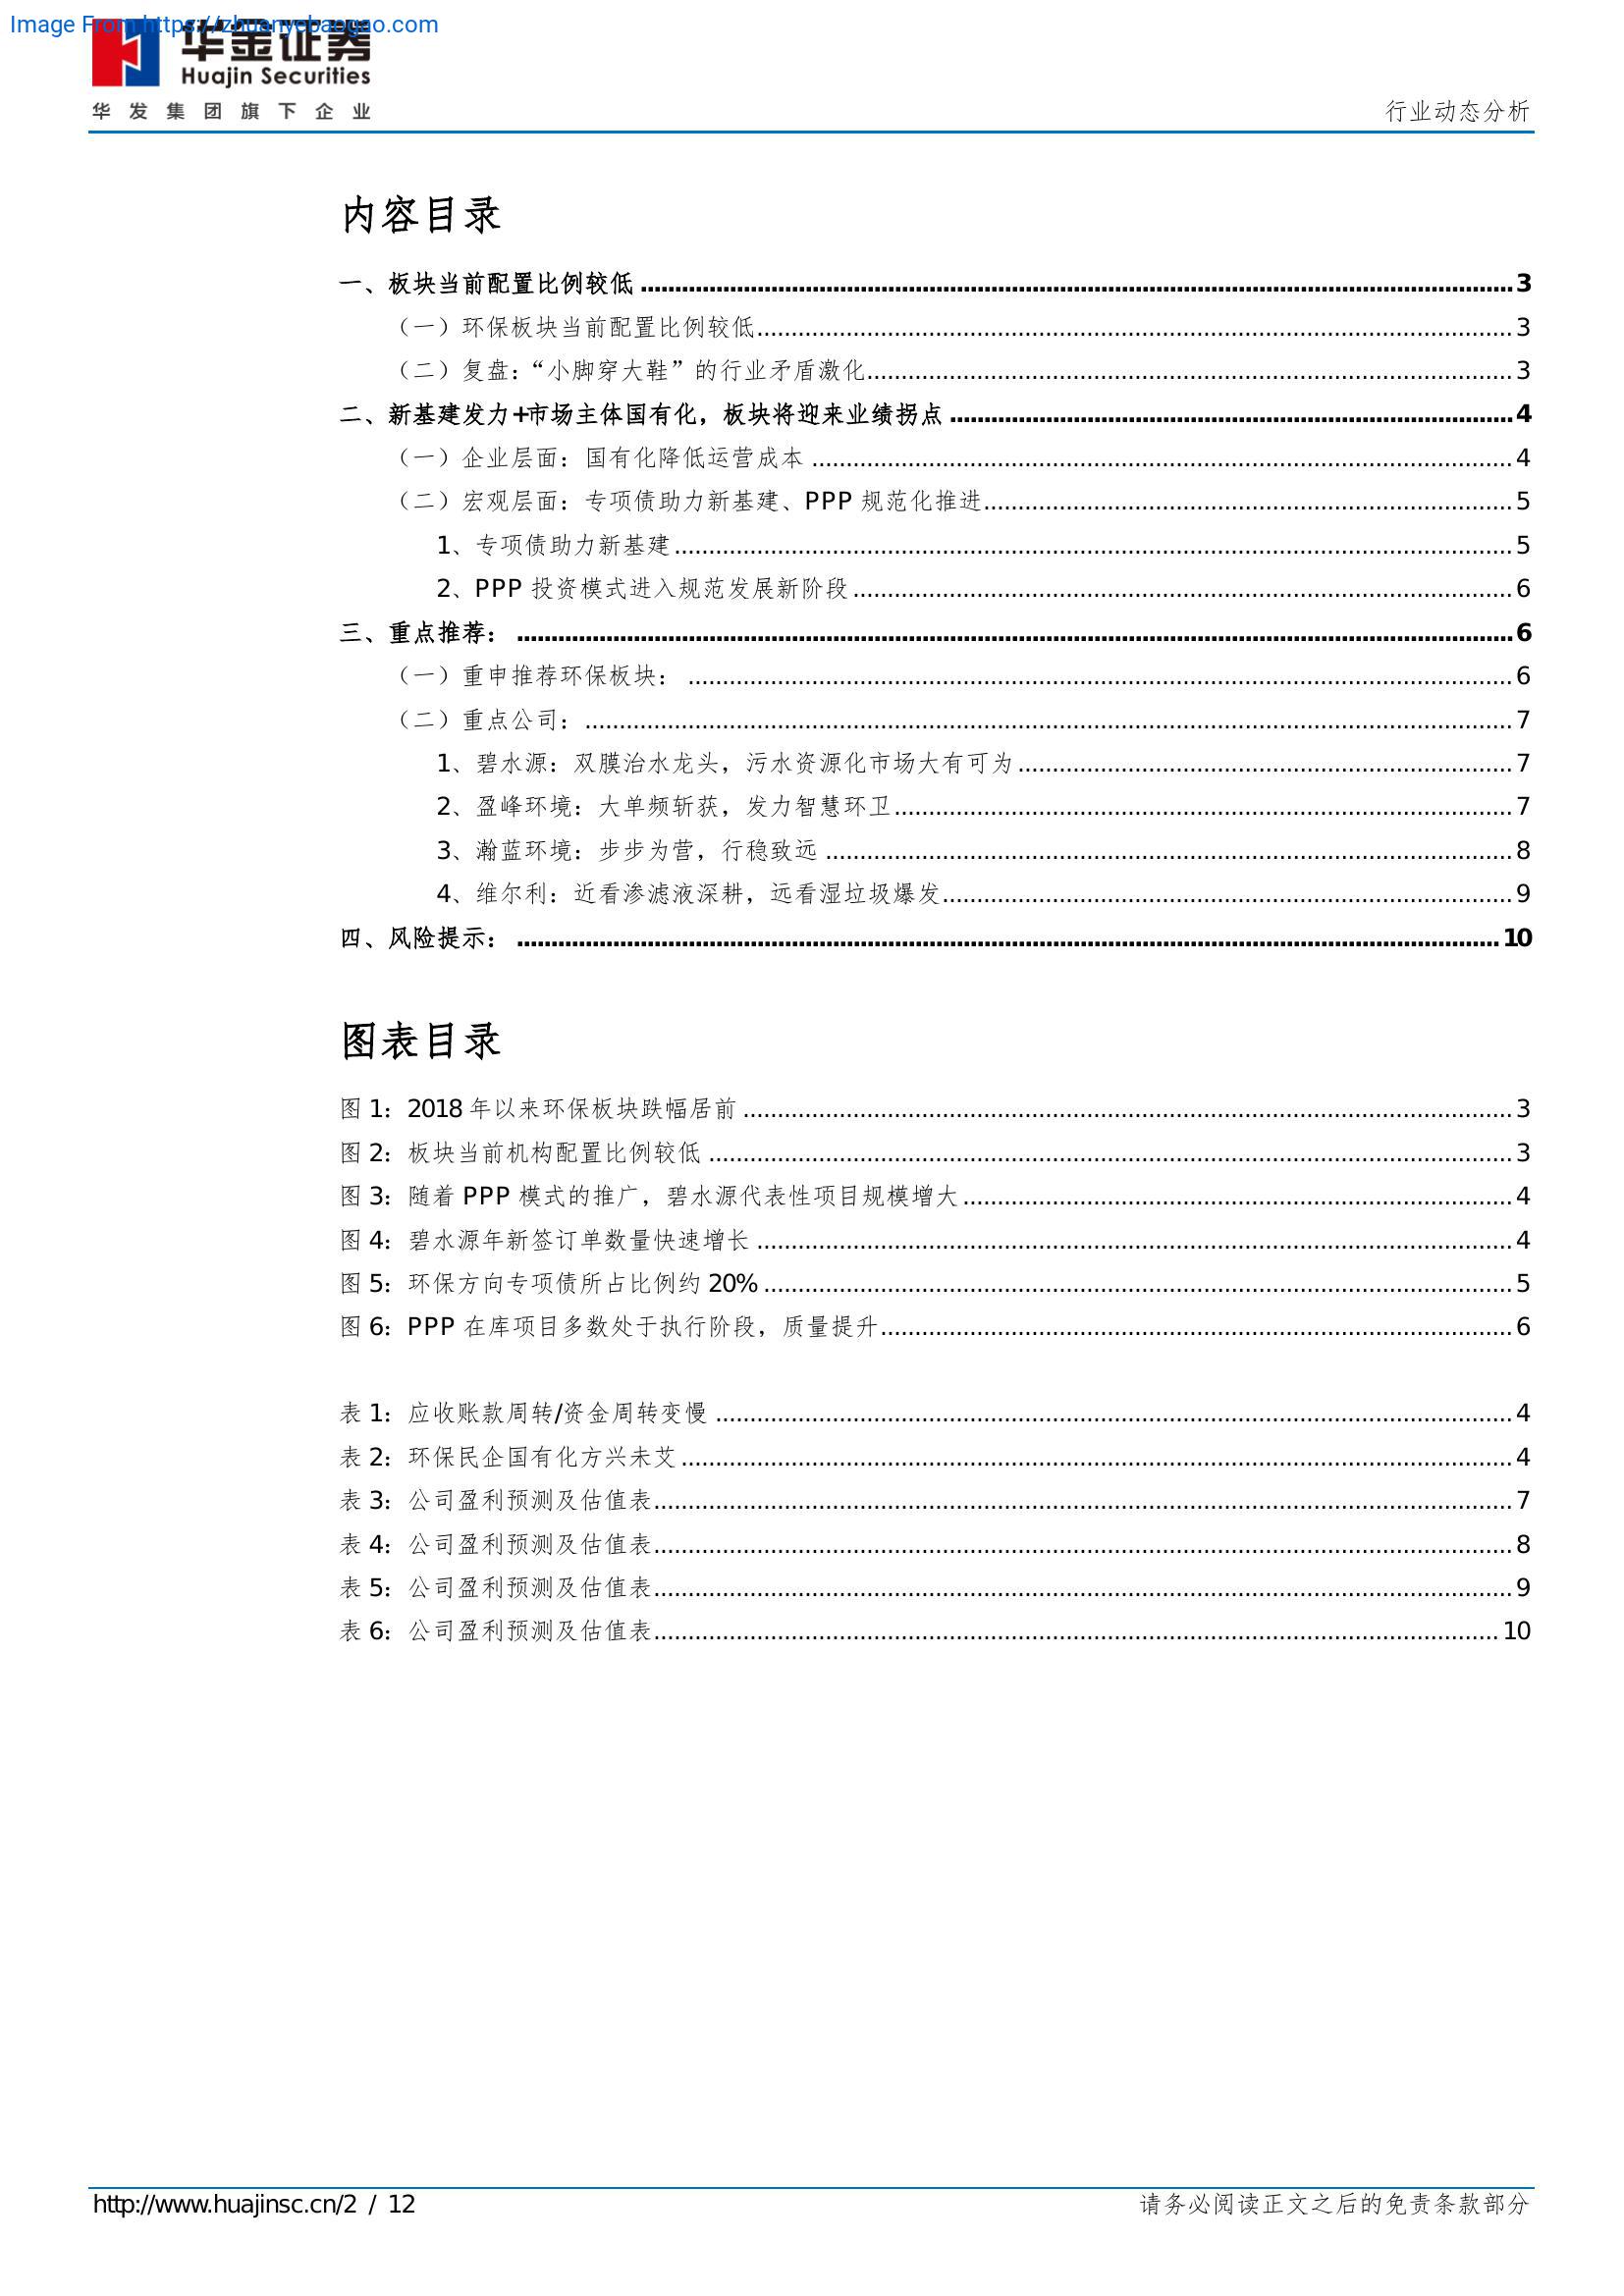 Image From https://zhuanyebaogao.com
华金证券
Huajin Securities
华发集团旗下企业
行业动态分析
内容目录
一、板块当前配置比例较低 3
（一）环保板块当前配置比例较低 3
（二）复盘：“小脚穿大鞋”的行业矛盾激化 3
二、新基建发力+市场主体国有化，板块将迎来业绩拐点 4
（一）企业层面：国有化降低运营成本 4
（二）宏观层面：专项债助力新基建、PPP 规范化推进 5
1、专项债助力新基建 5
2、PPP 投资模式进入规范发展新阶段 6
三、重点推荐： 6
（一）重申推荐环保板块： 6
（二）重点公司： 7
1、碧水源：双膜治水龙头，污水资源化市场大有可为 7
2、盈峰环境：大单频斩获，发力智慧环卫 7
3、瀚蓝环境：步步为营，行稳致远 8
4、维尔利：近看渗滤液深耕，远看湿垃圾爆发 9
四、风险提示： 10
图表目录
图 1：2018 年以来环保板块跌幅居前 3
图 2：板块当前机构配置比例较低 3
图 3：随着 PPP 模式的推广，碧水源代表性项目规模增大 4
图 4：碧水源年新签订单数量快速增长 4
图 5：环保方向专项债所占比例约 20% 5
图 6：PPP 在库项目多数处于执行阶段，质量提升 6
表 1：应收账款周转/资金周转变慢 4
表 2：环保民企国有化方兴未艾 4
表 3：公司盈利预测及估值表 7
表 4：公司盈利预测及估值表 8
表 5：公司盈利预测及估值表 9
表 6：公司盈利预测及估值表 10
http://www.huajinsc.cn/2 / 12
请务必阅读正文之后的免责条款部分